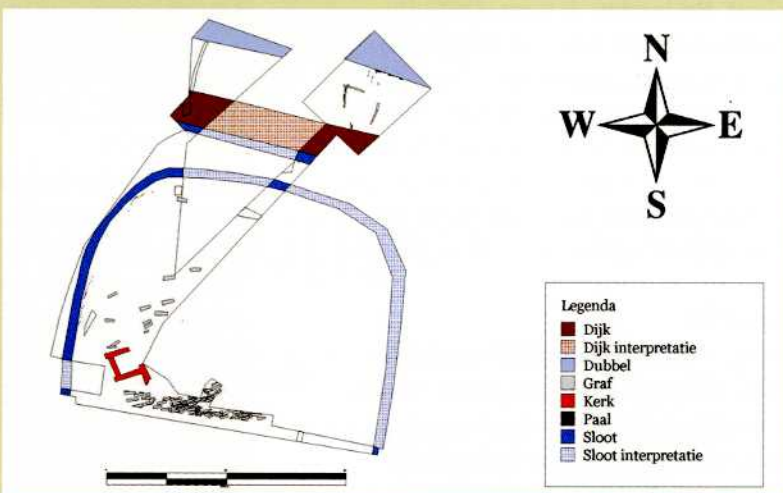 N
W E
S
Legenda
Dijk
Dijk interpretatie
Dubbel
Graf
Kerk
Paal
Sloot
Sloot interpretatie